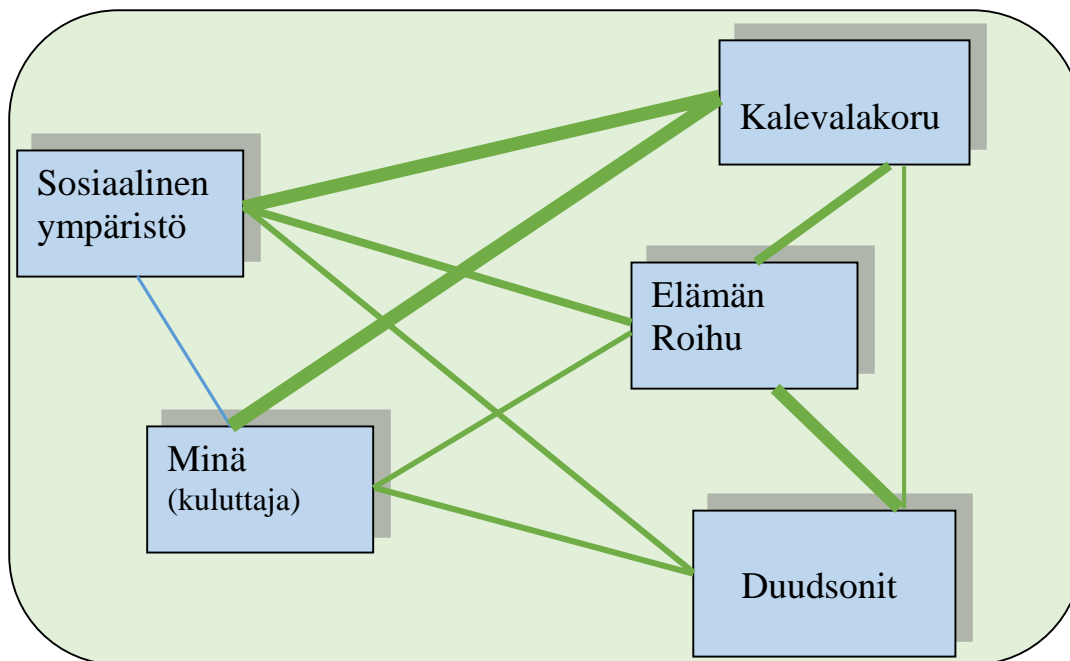 Kalevalakoru
Sosiaalinen
ympäristö
Elämän
Roihu
Minä
(kuluttaja)
Duudsonit